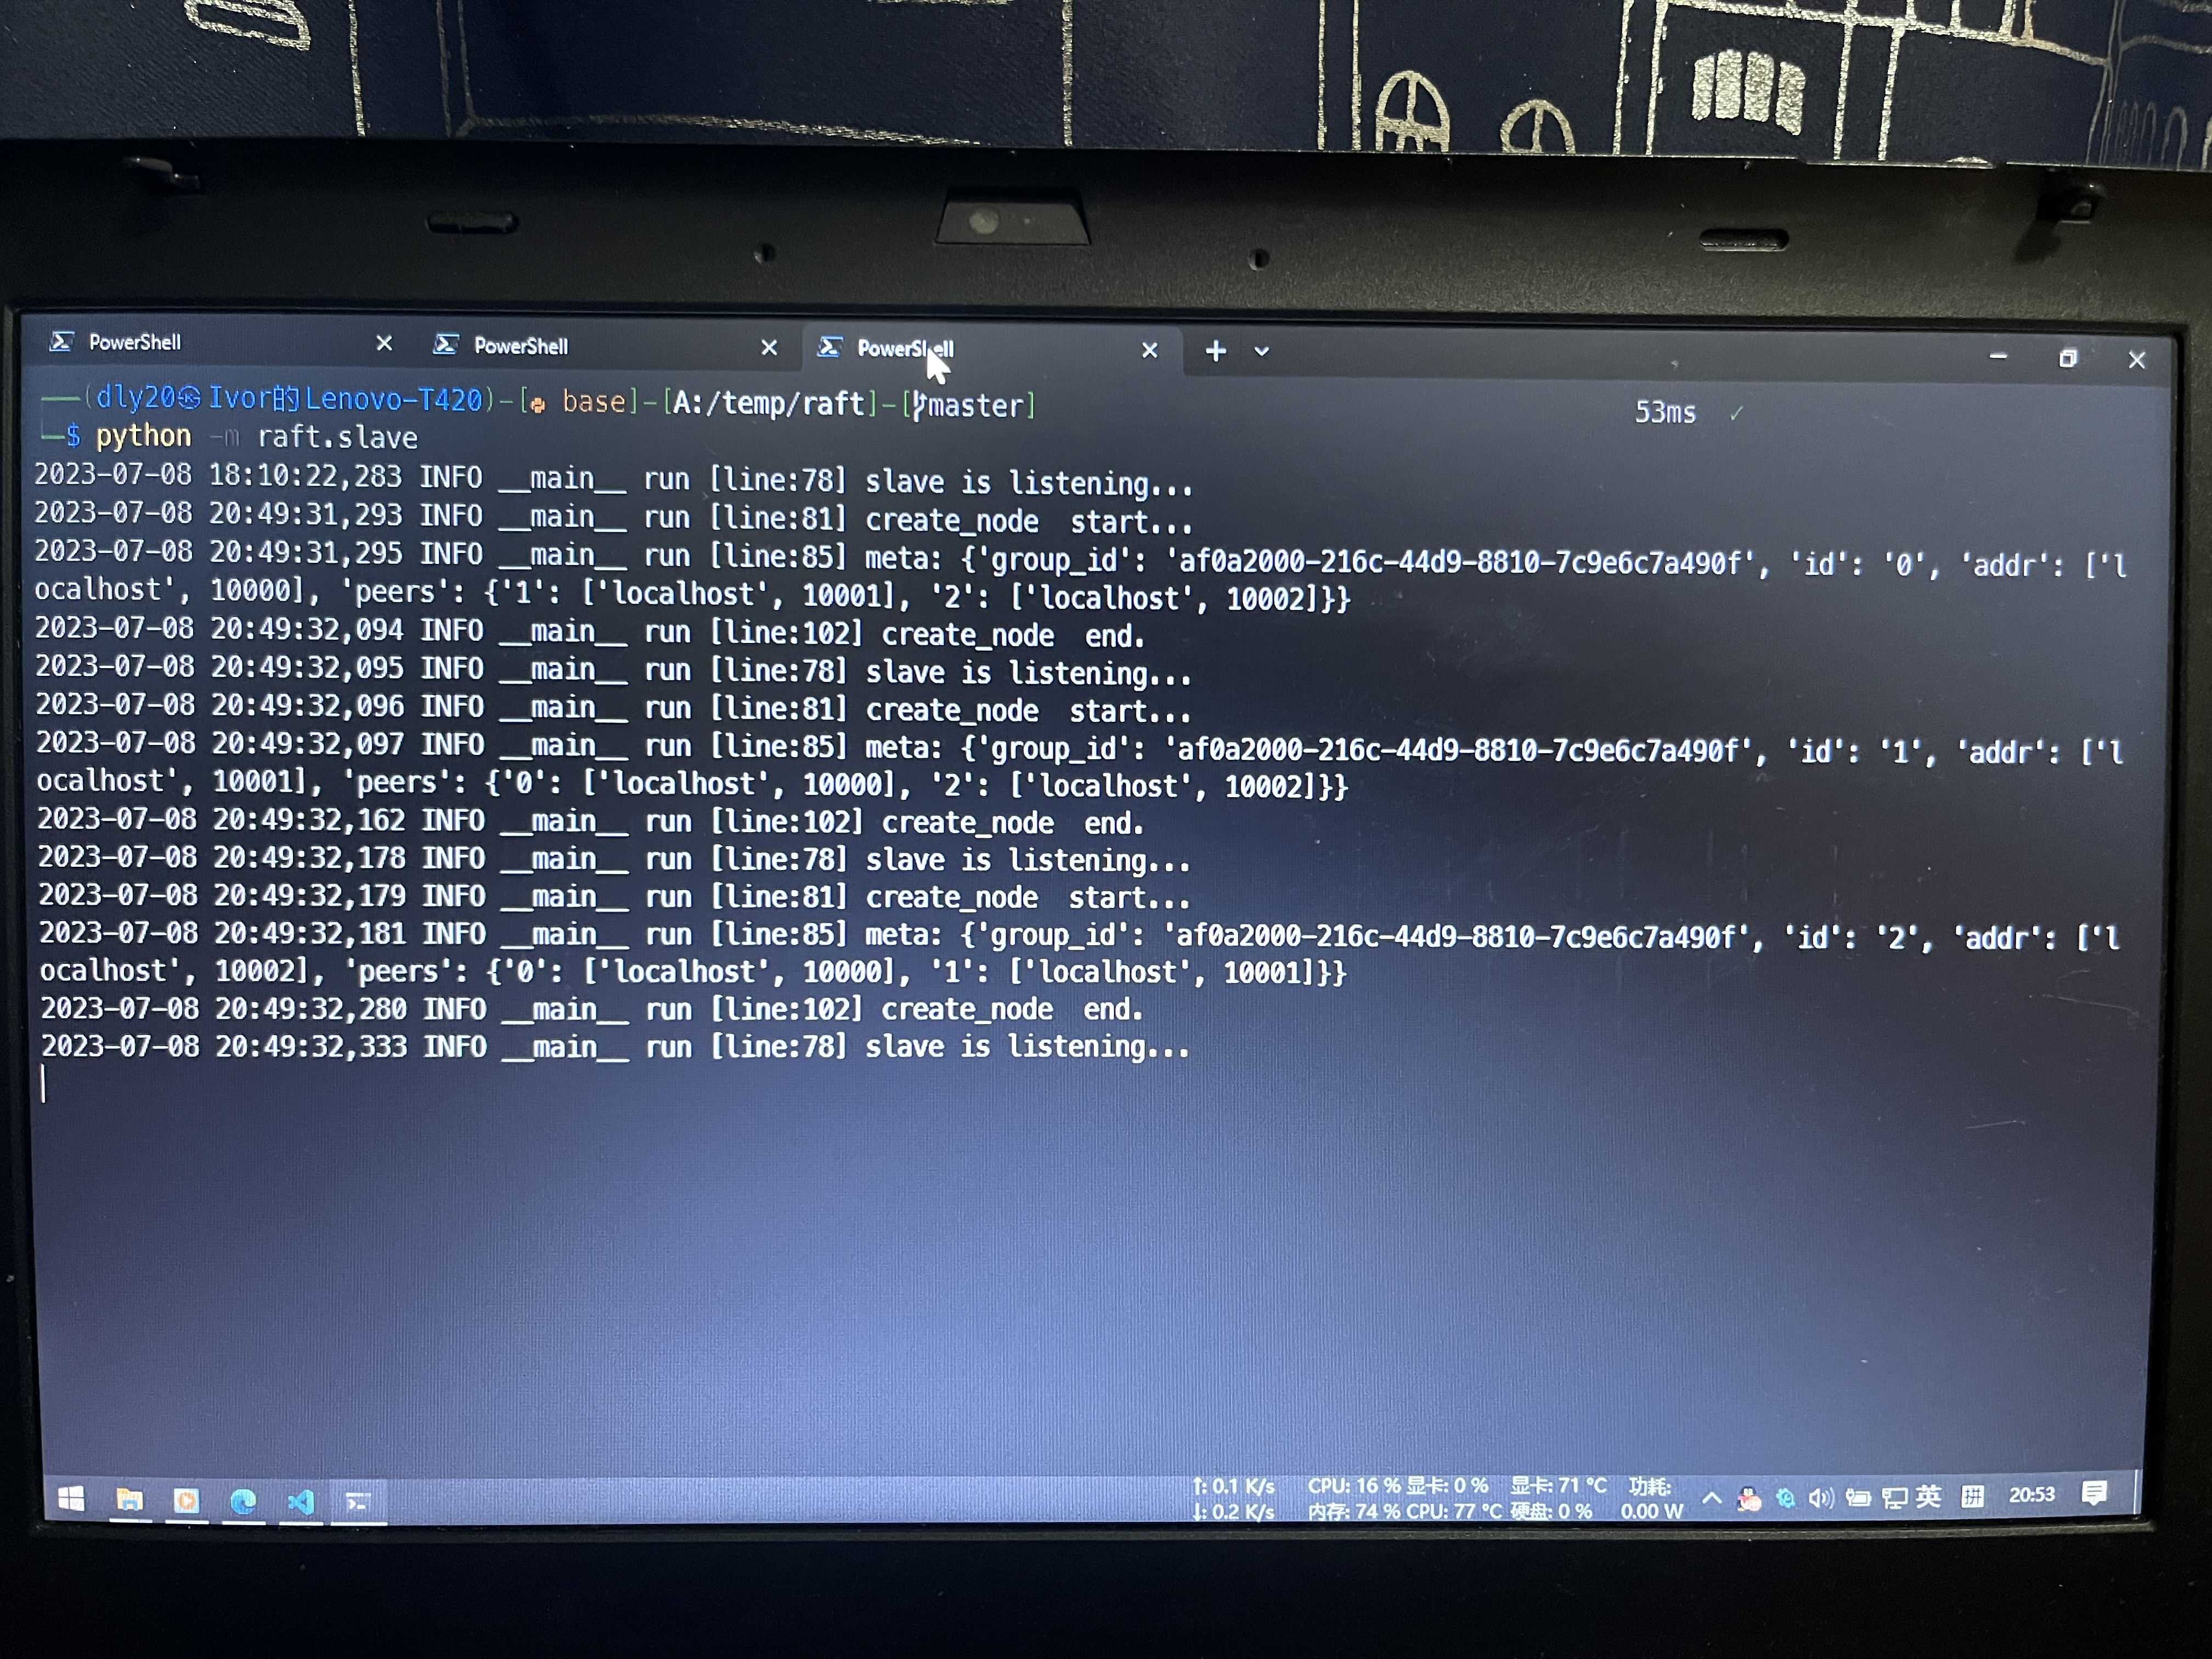 PowerShell PowerShell PowerShell
(dly20㉿Ivor的Lenovo-T420)-[base]-[A:/temp/raft]-[master] 53ms ✓
$ python -m raft.slave
2023-07-08 18:10:22,283 INFO __main__ run [line:78] slave is listening...
2023-07-08 20:49:31,293 INFO __main__ run [line:81] create_node  start...
2023-07-08 20:49:31,295 INFO __main__ run [line:85] meta: {'group_id': 'af0a2000-216c-44d9-8810-7c9e6c7a490f', 'id': '0', 'addr': ['l
ocalhost', 10000], 'peers': {'1': ['localhost', 10001], '2': ['localhost', 10002]}}
2023-07-08 20:49:32,094 INFO __main__ run [line:102] create_node  end.
2023-07-08 20:49:32,095 INFO __main__ run [line:78] slave is listening...
2023-07-08 20:49:32,096 INFO __main__ run [line:81] create_node  start...
2023-07-08 20:49:32,097 INFO __main__ run [line:85] meta: {'group_id': 'af0a2000-216c-44d9-8810-7c9e6c7a490f', 'id': '1', 'addr': ['l
ocalhost', 10001], 'peers': {'0': ['localhost', 10000], '2': ['localhost', 10002]}}
2023-07-08 20:49:32,162 INFO __main__ run [line:102] create_node  end.
2023-07-08 20:49:32,178 INFO __main__ run [line:78] slave is listening...
2023-07-08 20:49:32,179 INFO __main__ run [line:81] create_node  start...
2023-07-08 20:49:32,181 INFO __main__ run [line:85] meta: {'group_id': 'af0a2000-216c-44d9-8810-7c9e6c7a490f', 'id': '2', 'addr': ['l
ocalhost', 10002], 'peers': {'0': ['localhost', 10000], '1': ['localhost', 10001]}}
2023-07-08 20:49:32,280 INFO __main__ run [line:102] create_node  end.
2023-07-08 20:49:32,333 INFO __main__ run [line:78] slave is listening...
↑: 0.1 K/s CPU: 16 % 显卡: 0 % 显卡: 71 °C 功耗:
↓: 0.2 K/s 内存: 74 % CPU: 77 °C 硬盘: 0 % 0.00 W
英 拼 20:53